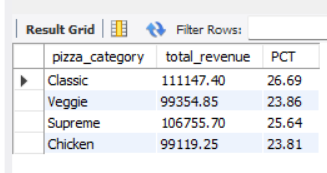 Result Grid Filter Rows:
pizza_category total_revenue PCT
Classic 111147.40 26.69
Veggie 99354.85 23.86
Supreme 106755.70 25.64
Chicken 99119.25 23.81